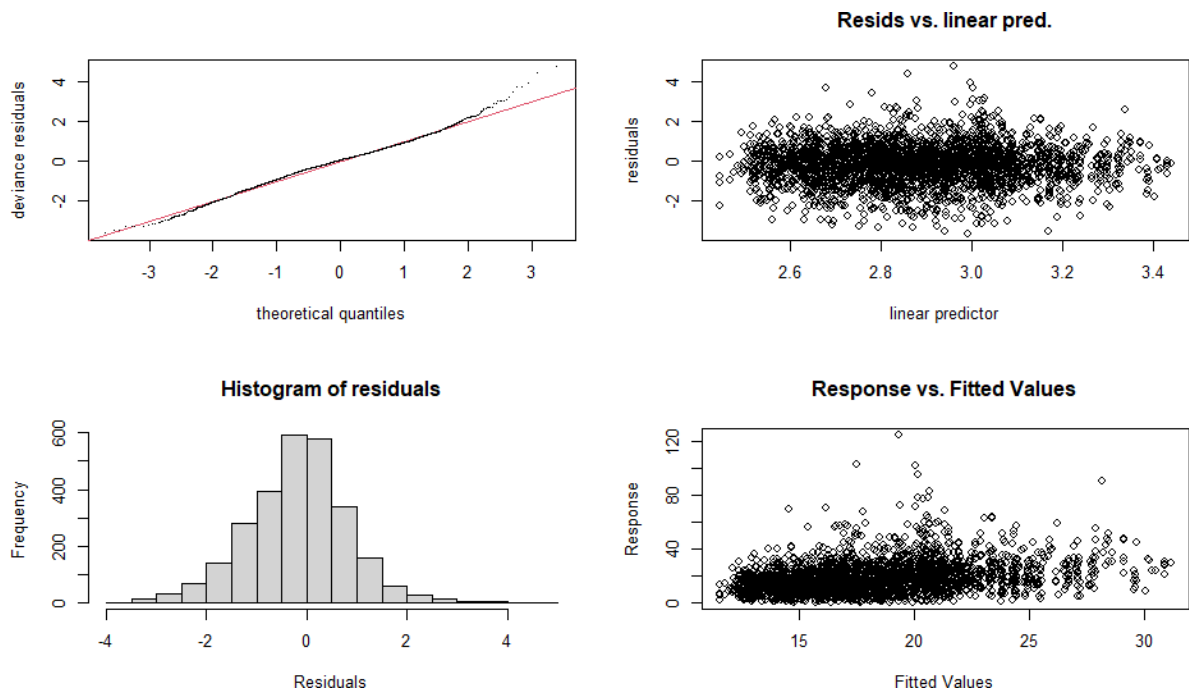 deviance residuals
4
2
0
-2
-3 -2 -1 0 1 2 3
theoretical quantiles
Resids vs. linear pred.
residuals
4
2
0
-2
2.6 2.8 3.0 3.2 3.4
linear predictor
Histogram of residuals
Frequency
600
400
200
0
-4 -2 0 2 4
Residuals
Response vs. Fitted Values
Response
120
80
40
0
15 20 25 30
Fitted Values